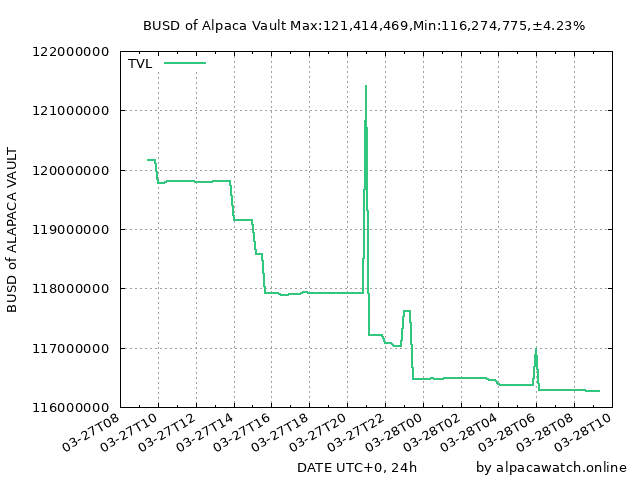 BUSD of Alpaca Vault Max:121,414,469,Min:116,274,775,±4.23%
122000000
TVL
121000000
120000000
119000000
118000000
117000000
116000000
BUSD of ALAPACA VAULT
03-27T08
03-27T10
03-27T12
03-27T14
03-27T16
03-27T18
03-27T20
03-27T22
03-28T00
03-28T02
03-28T04
03-28T06
03-28T08
03-28T10
DATE UTC+0, 24h
by alpacawatch.online